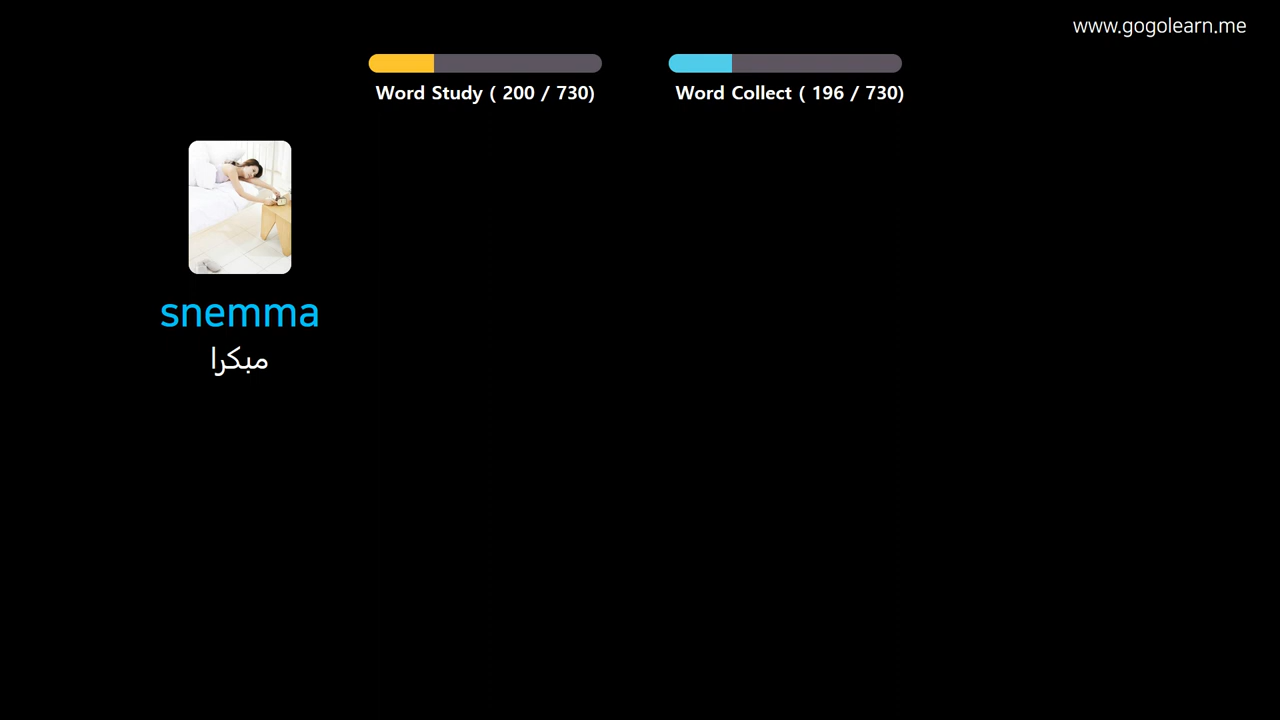 www.gogolearn.me
Word Study ( 200 / 730)
Word Collect ( 196 / 730)
snemma
مبكرا